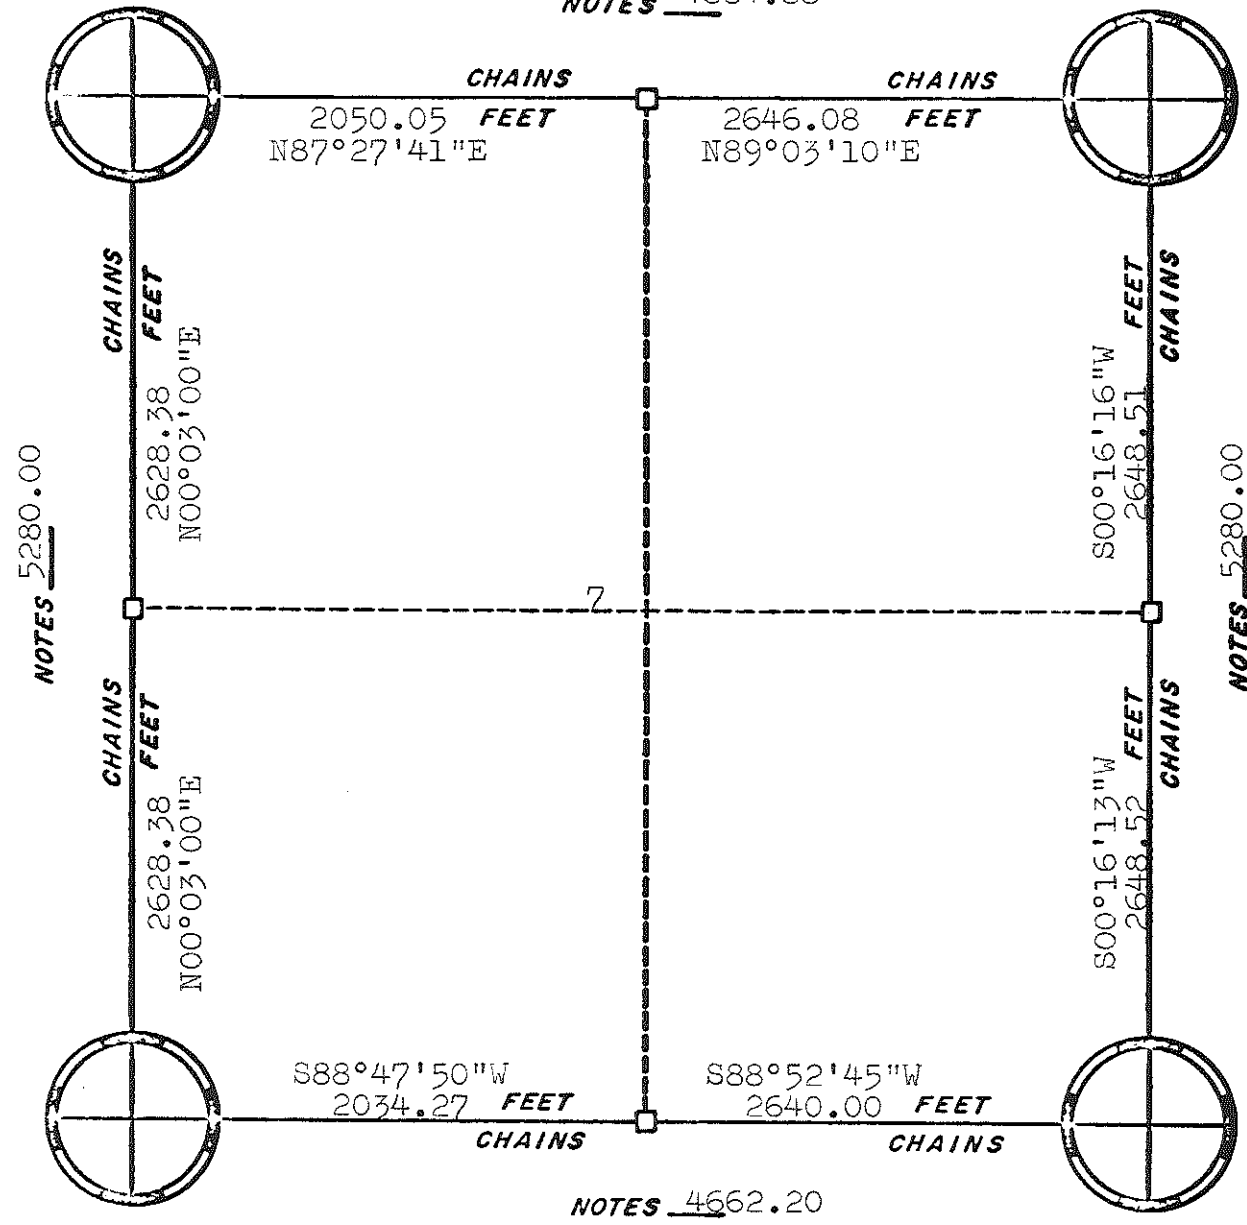 NOTES
CHAINS
CHAINS
2050.05 FEET
2646.08 FEET
N87°27'41"E
N89°03'10"E
CHAINS
FEET
2628.38
N00°03'00"E
FEET
CHAINS
S00°16'16"W
2648.51
NOTES 5280.00
7
NOTES 5280.00
CHAINS
FEET
2628.38
N00°03'00"E
FEET
CHAINS
S00°16'13"W
2648.52
S88°47'50"W
S88°52'45"W
2034.27 FEET
2640.00 FEET
CHAINS
CHAINS
NOTES 4662.20